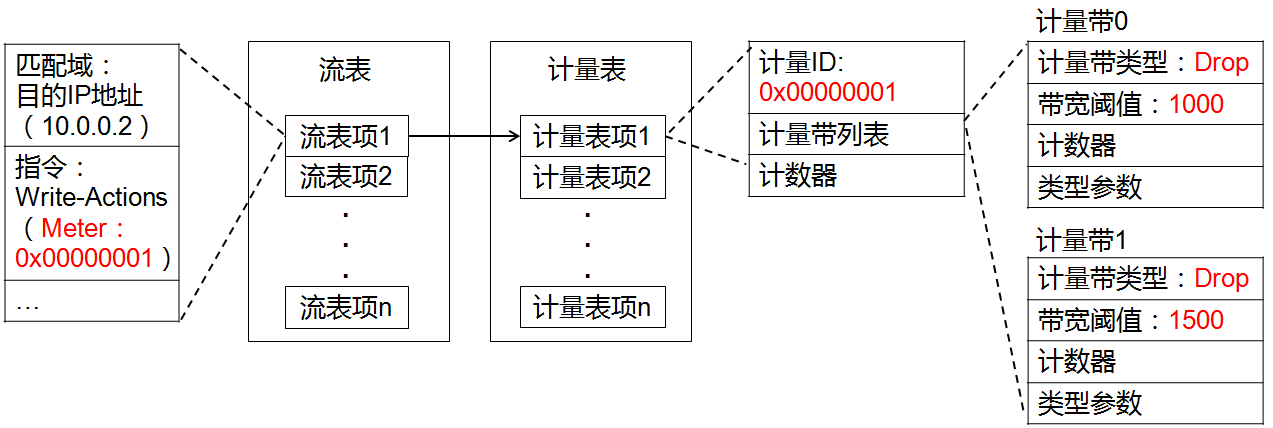 匹配域：
目的IP地址
（10.0.0.2）
指令：
Write-Actions
（Meter：
0x00000001）
…
流表
流表项1
流表项2
.
.
.
流表项n
计量表
计量表项1
计量表项2
.
.
.
计量表项n
计量ID:
0x00000001
计量带列表
计数器
计量带0
计量带类型：Drop
带宽阈值：1000
计数器
类型参数
计量带1
计量带类型：Drop
带宽阈值：1500
计数器
类型参数